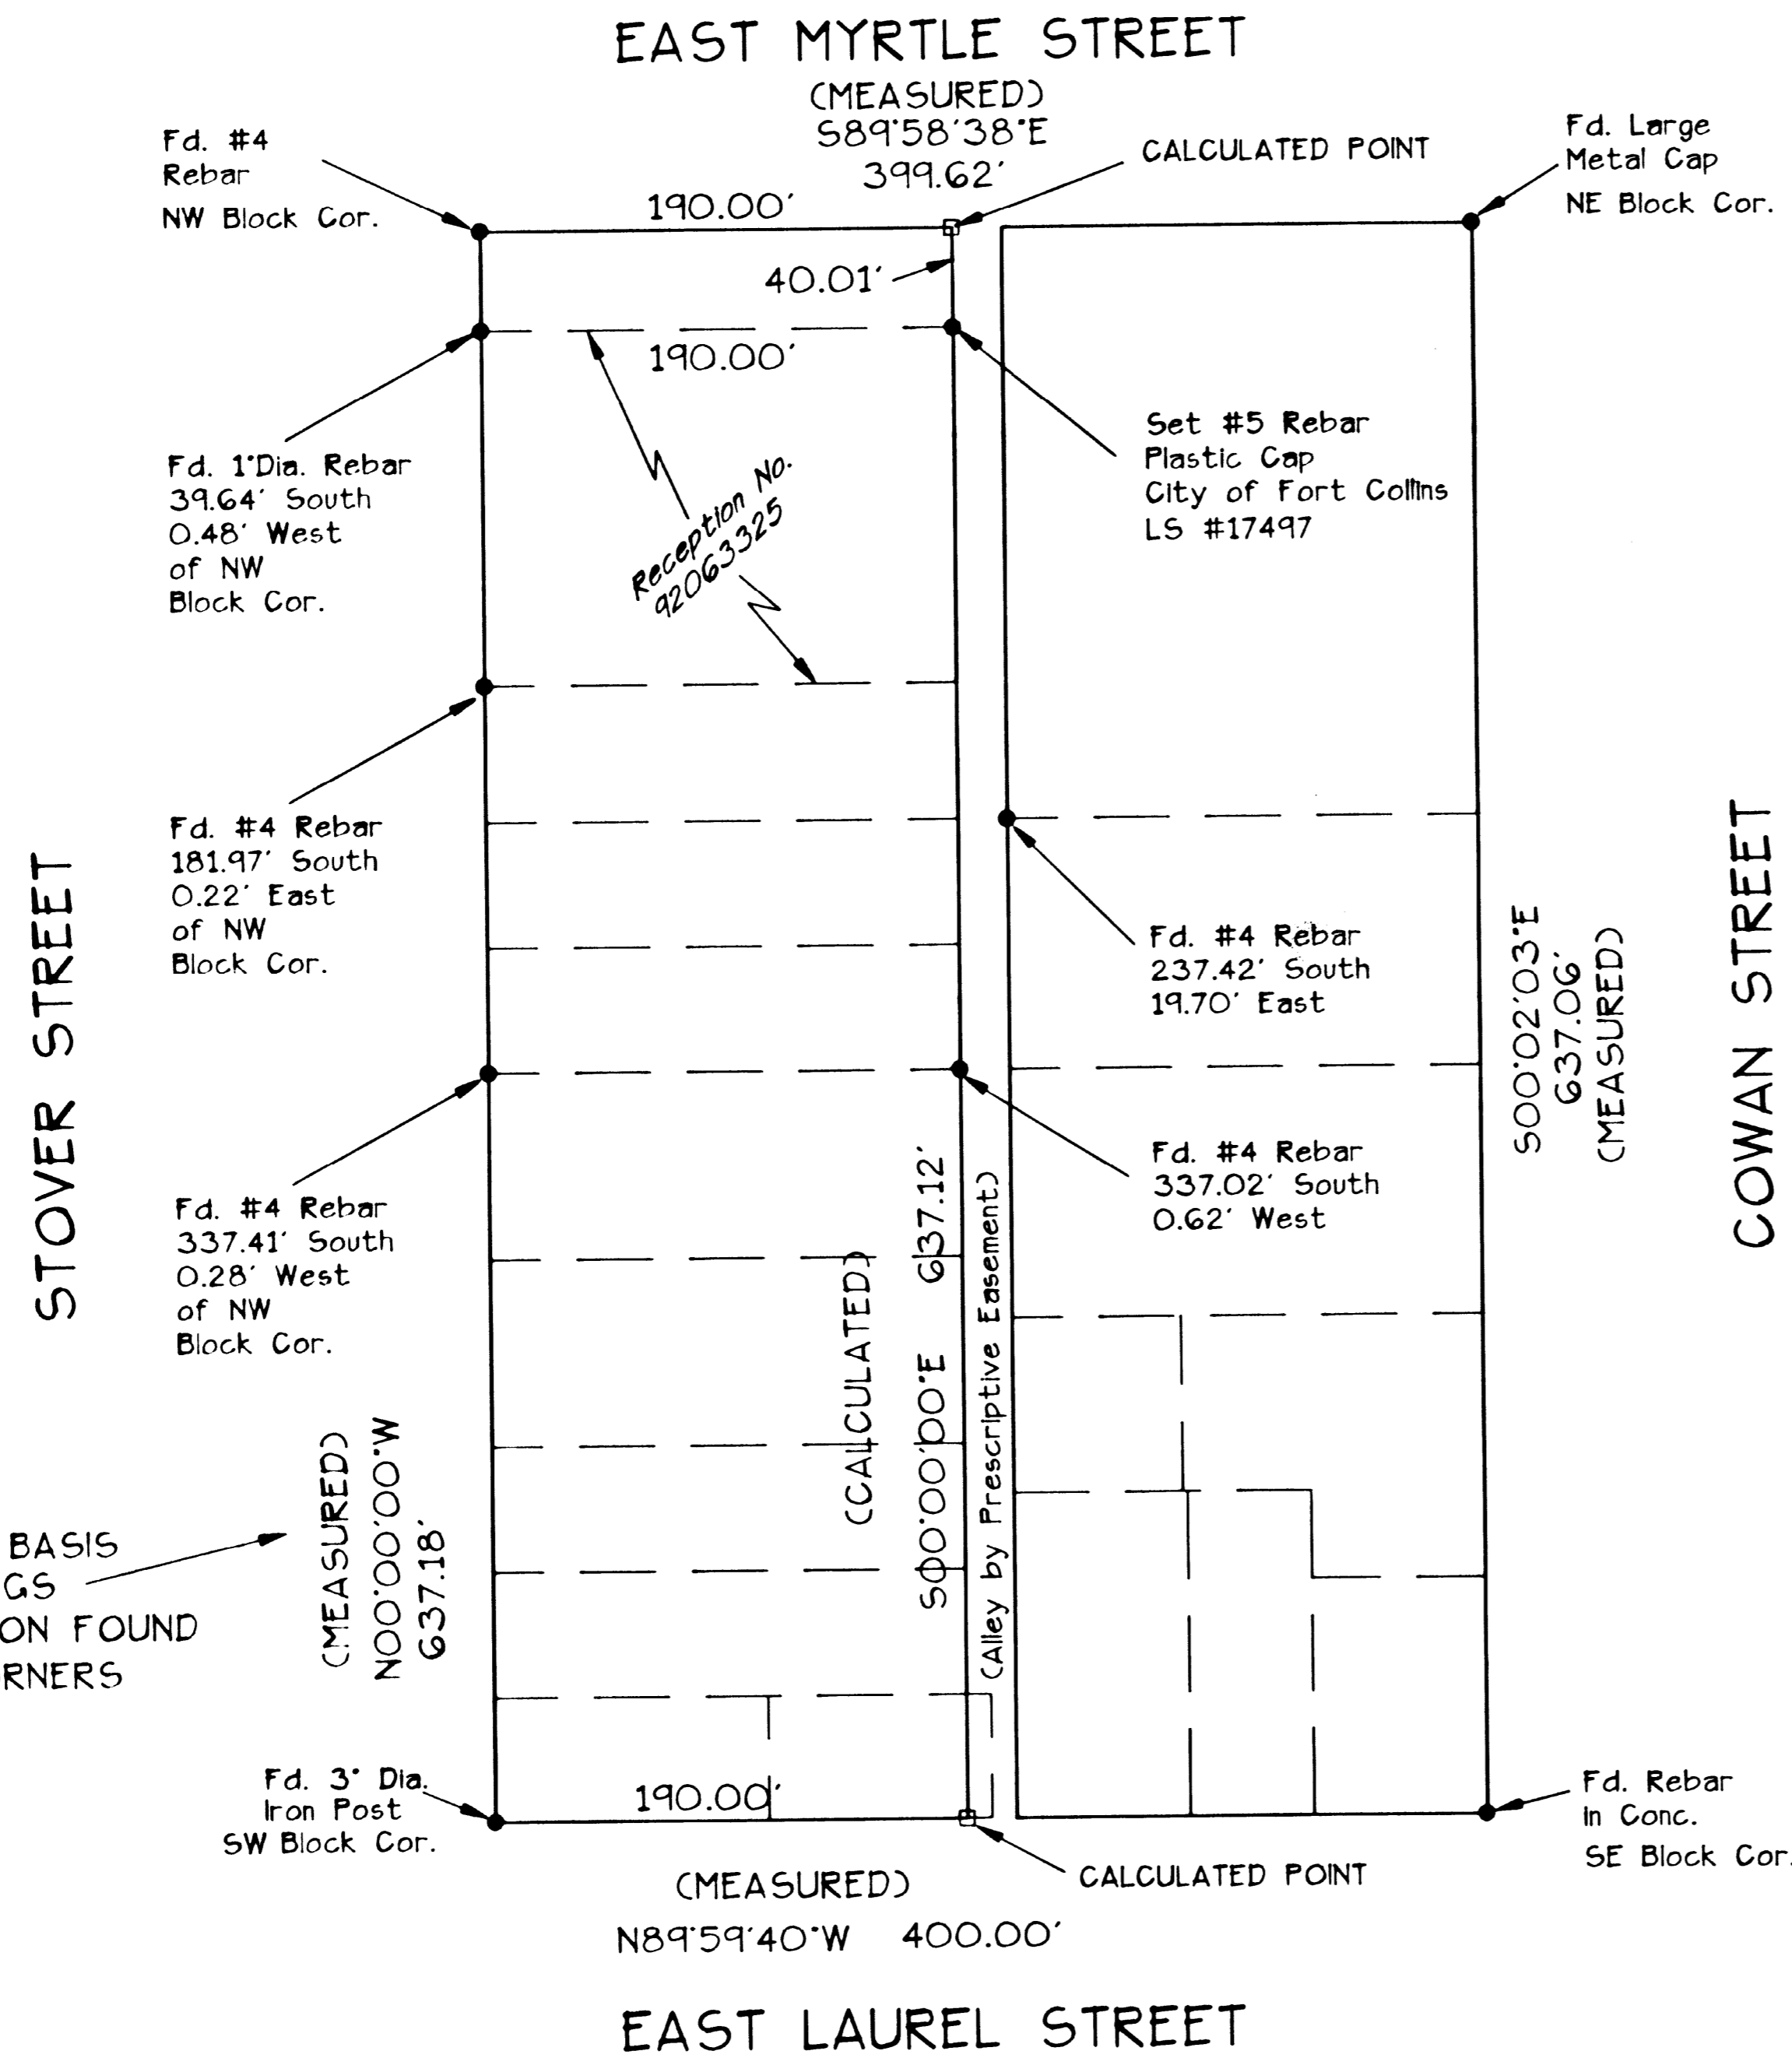 EAST MYRTLE STREET
(MEASURED)
S89°58'38"E
399.62'
Fd. #4
Rebar
NW Block Cor.
190.00'
CALCULATED POINT
Fd. Large
Metal Cap
NE Block Cor.
40.01'
190.00'
Fd. 1"Dia. Rebar
39.64' South
0.48' West
of NW
Block Cor.
Reception No.
92063325
Set #5 Rebar
Plastic Cap
City of Fort Collins
LS #17497
Fd. #4 Rebar
181.97' South
0.22' East
of NW
Block Cor.
STOVER STREET
Fd. #4 Rebar
237.42' South
19.70' East
S00°02'03"E
637.06'
(MEASURED)
COWAN STREET
Fd. #4 Rebar
337.41' South
0.28' West
of NW
Block Cor.
Fd. #4 Rebar
337.02' South
0.62' West
(CALCULATED)
S00°00'00"E 637.12'
(Alley by Prescriptive Easement)
(MEASURED)
N00°00'00"W
637.18'
BASIS
GS
ON FOUND
RNERS
Fd. 3" Dia.
Iron Post
SW Block Cor.
190.00'
Fd. Rebar
In Conc.
SE Block Cor.
CALCULATED POINT
(MEASURED)
N89°59'40"W 400.00'
EAST LAUREL STREET